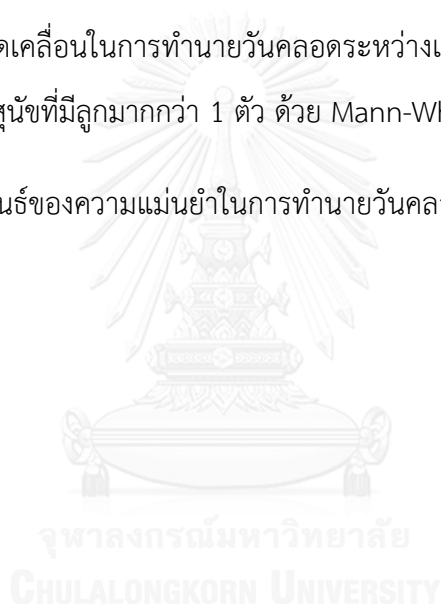 ดเคลื่อนในการทำนายวันคลอดระหว่างเ
สุนัขที่มีลูกมากกว่า 1 ตัว ด้วย Mann-Wh
นธ์ของความแม่นยำในการทำนายวันคล
จุฬาลงกรณ์มหาวิทยาลัย
CHULALONGKORN UNIVERSITY